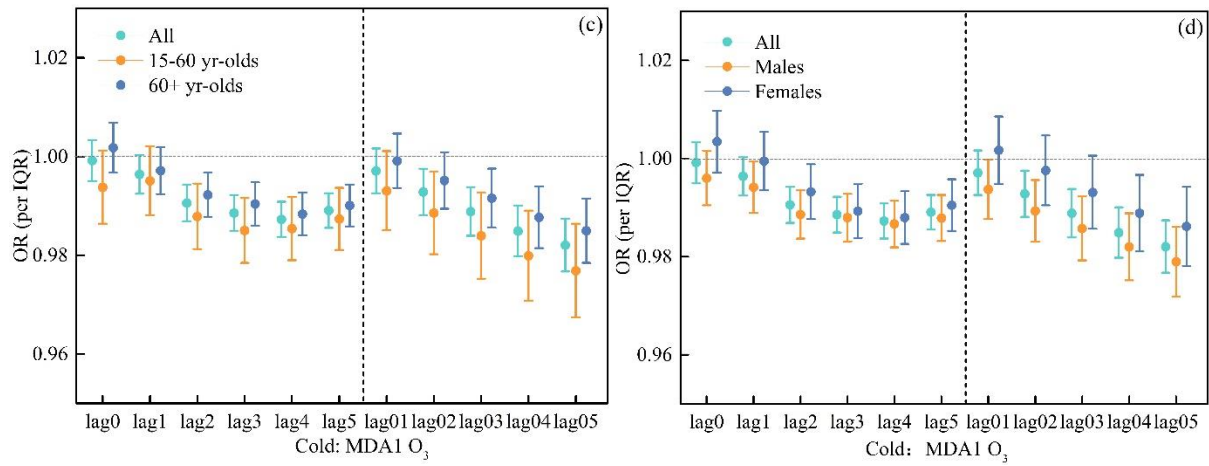 (c)
All
15-60 yr-olds
60+ yr-olds
OR (per IQR)
1.02
1.00
0.98
0.96
lag0 lag1 lag2 lag3 lag4 lag5 lag01 lag02 lag03 lag04 lag05
Cold: MDA1 O₃
(d)
All
Males
Females
OR (per IQR)
1.02
1.00
0.98
0.96
lag0 lag1 lag2 lag3 lag4 lag5 lag01 lag02 lag03 lag04 lag05
Cold: MDA1 O₃